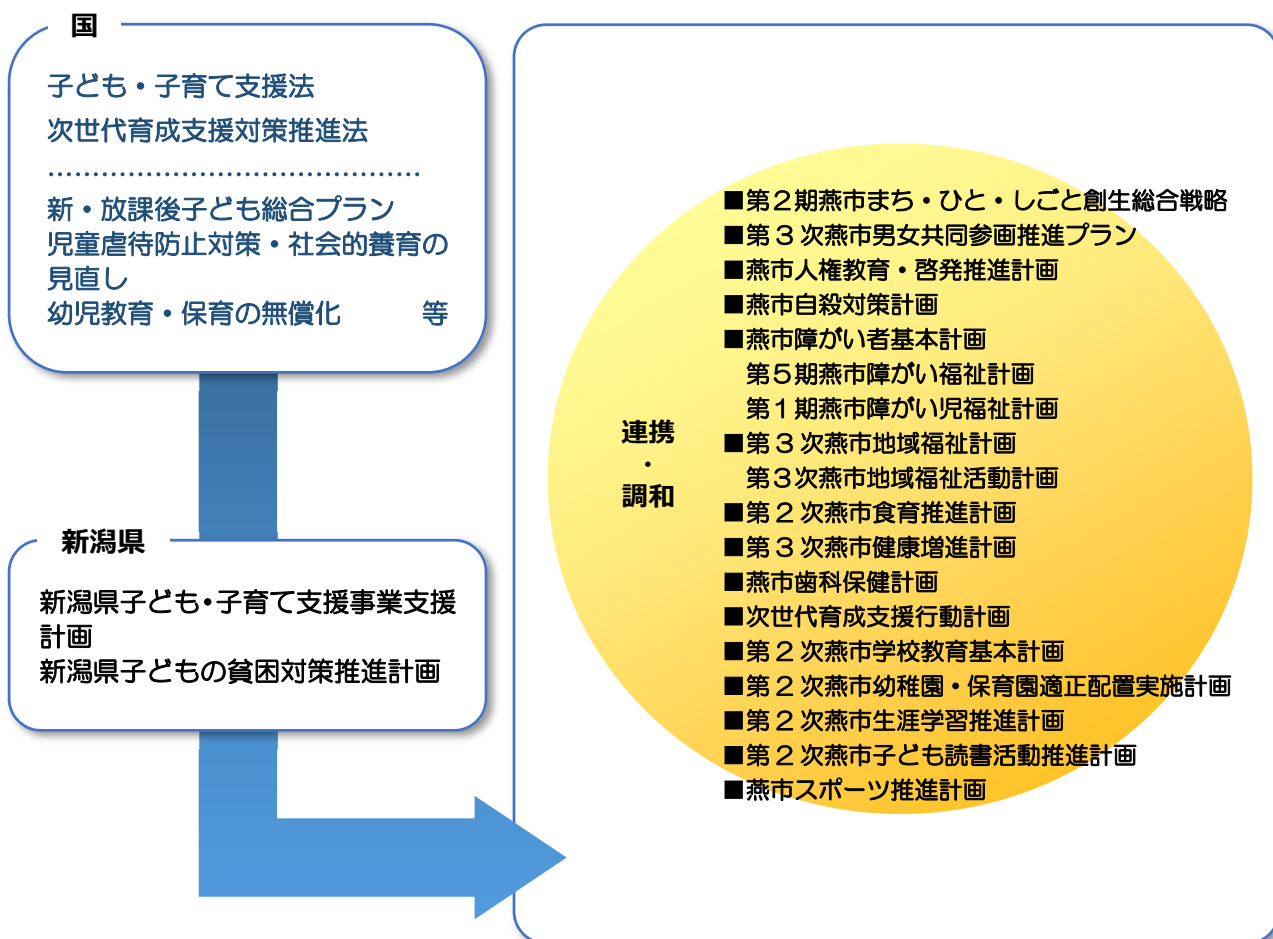 国
子ども・子育て支援法
次世代育成支援対策推進法
……………………………………
新・放課後子ども総合プラン
児童虐待防止対策・社会的養育の
見直し
幼児教育・保育の無償化　　　等
新潟県
新潟県子ども・子育て支援事業支援
計画
新潟県子どもの貧困対策推進計画
連携
・
調和
■第２期燕市まち・ひと・しごと創生総合戦略
■第３次燕市男女共同参画推進プラン
■燕市人権教育・啓発推進計画
■燕市自殺対策計画
■燕市障がい者基本計画
　第５期燕市障がい福祉計画
　第１期燕市障がい児福祉計画
■第３次燕市地域福祉計画
　第３次燕市地域福祉活動計画
■第２次燕市食育推進計画
■第３次燕市健康増進計画
■燕市歯科保健計画
■次世代育成支援行動計画
■第２次燕市学校教育基本計画
■第２次燕市幼稚園・保育園適正配置実施計画
■第２次燕市生涯学習推進計画
■第２次燕市子ども読書活動推進計画
■燕市スポーツ推進計画